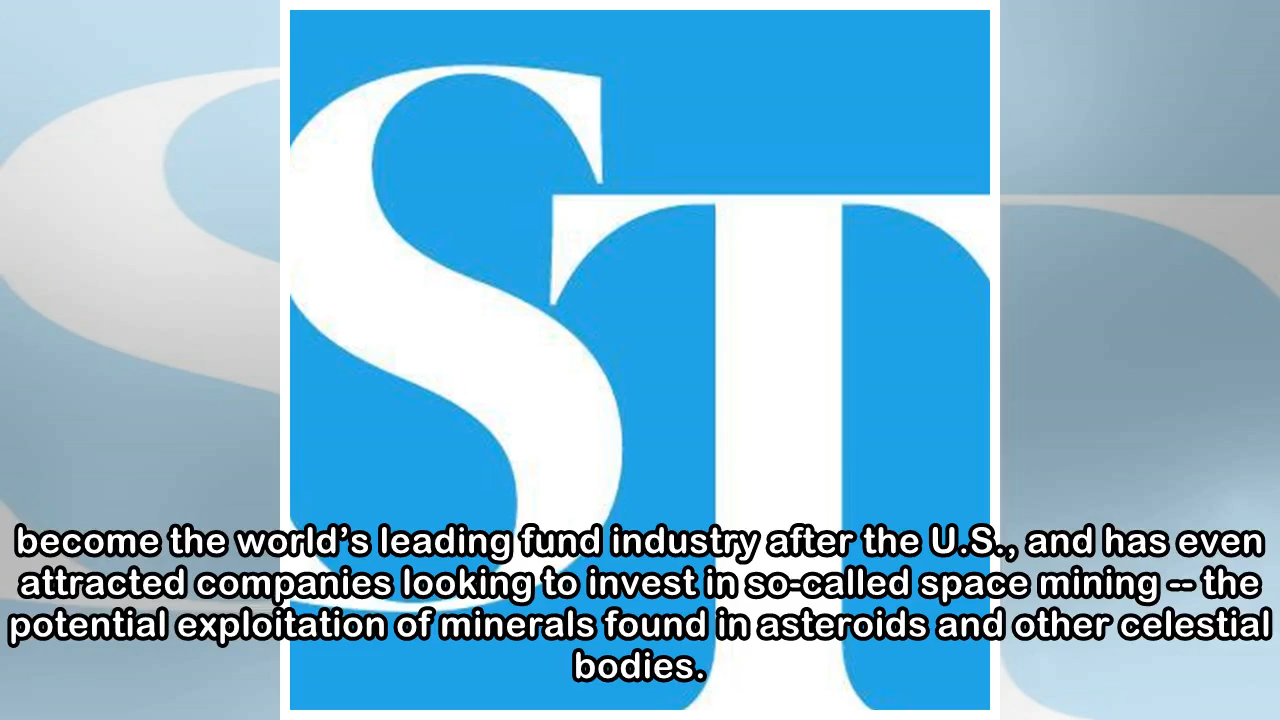 ST
become the world’s leading fund industry after the U.S., and has even
attracted companies looking to invest in so-called space mining -- the
potential exploitation of minerals found in asteroids and other celestial
bodies.